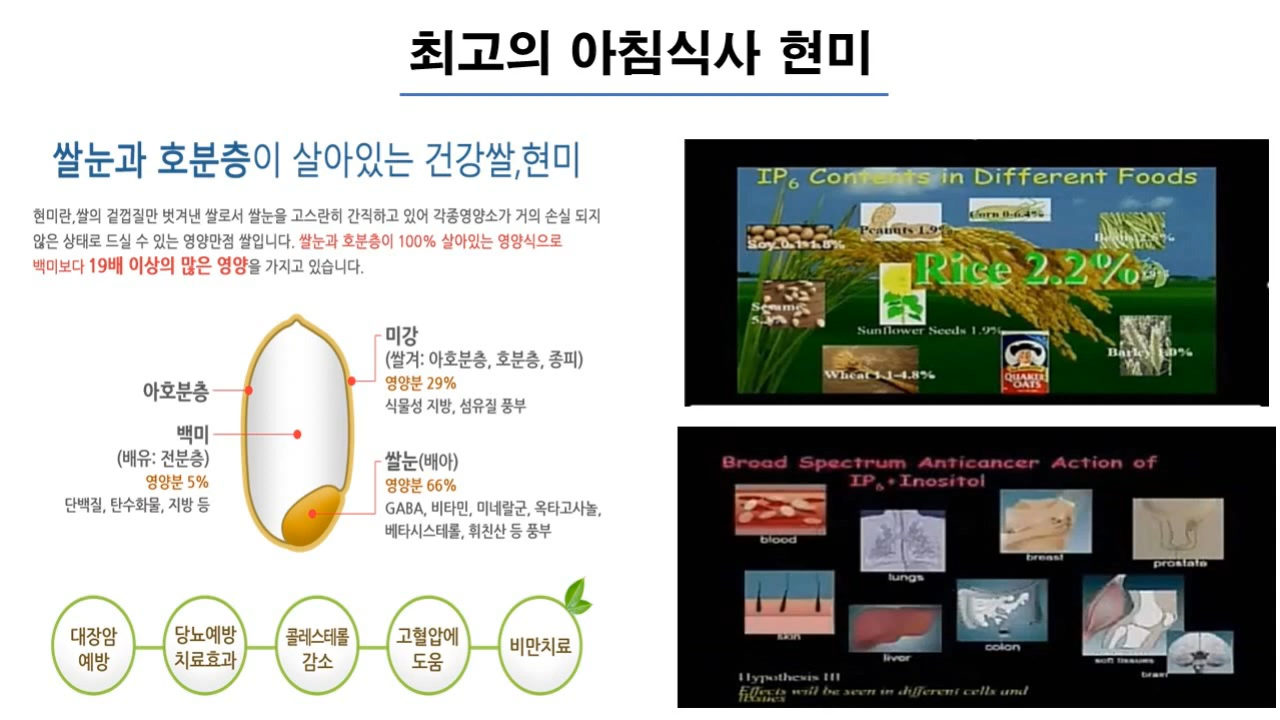 최고의 아침식사 현미
쌀눈과 호분층이 살아있는 건강쌀,현미
현미란,쌀의 겉껍질만 벗겨낸 쌀로서 쌀눈을 고스란히 간직하고 있어 각종영양소가 거의 손실 되지
않은 상태로 드실 수 있는 영양만점 쌀입니다. 쌀눈과 호분층이 100% 살아있는 영양식으로
백미보다 19배 이상의 많은 영양을 가지고 있습니다.
미강
(쌀겨: 아호분층, 호분층, 종피)
영양분 29%
식물성 지방, 섬유질 풍부
아호분층
백미
(배유: 전분층)
영양분 5%
단백질, 탄수화물, 지방 등
쌀눈(배아)
영양분 66%
GABA, 비타민, 미네랄군, 옥타고사놀,
베타시스테롤, 휘친산 등 풍부
대장암
예방
당뇨예방
치료효과
콜레스테롤
감소
고혈압에
도움
비만치료
IP6 Contents in Different Foods
Corn 0-6.4%
Peanuts 1.9%
Soy
Rice 2.2%
Sunflower Seeds 1.9%
Wheat 1.1-4.8%
Barley
QUAKER
OATS
Broad Spectrum Anticancer Action of
IP6+Inositol
blood
lungs
breast
prostate
skin
liver
colon
soft tissues
brain
Hypothesis III
Effects will be seen in different cells and
tissues